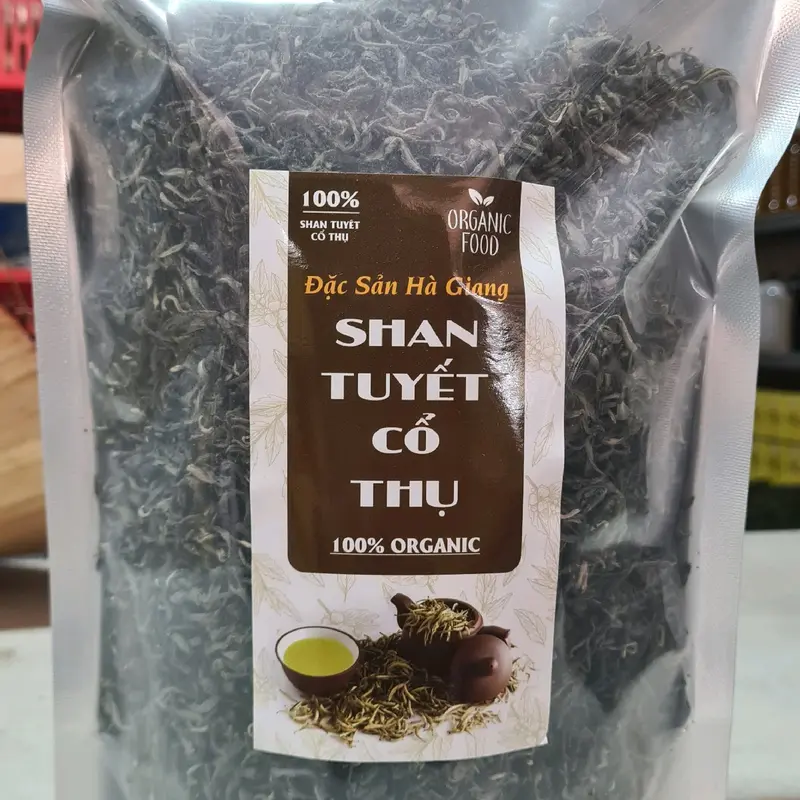 100%
SHAN TUYẾT
CỔ THỤ
ORGANIC
FOOD
Đặc Sản Hà Giang
SHAN
TUYẾT
CỔ
THỤ
100% ORGANIC